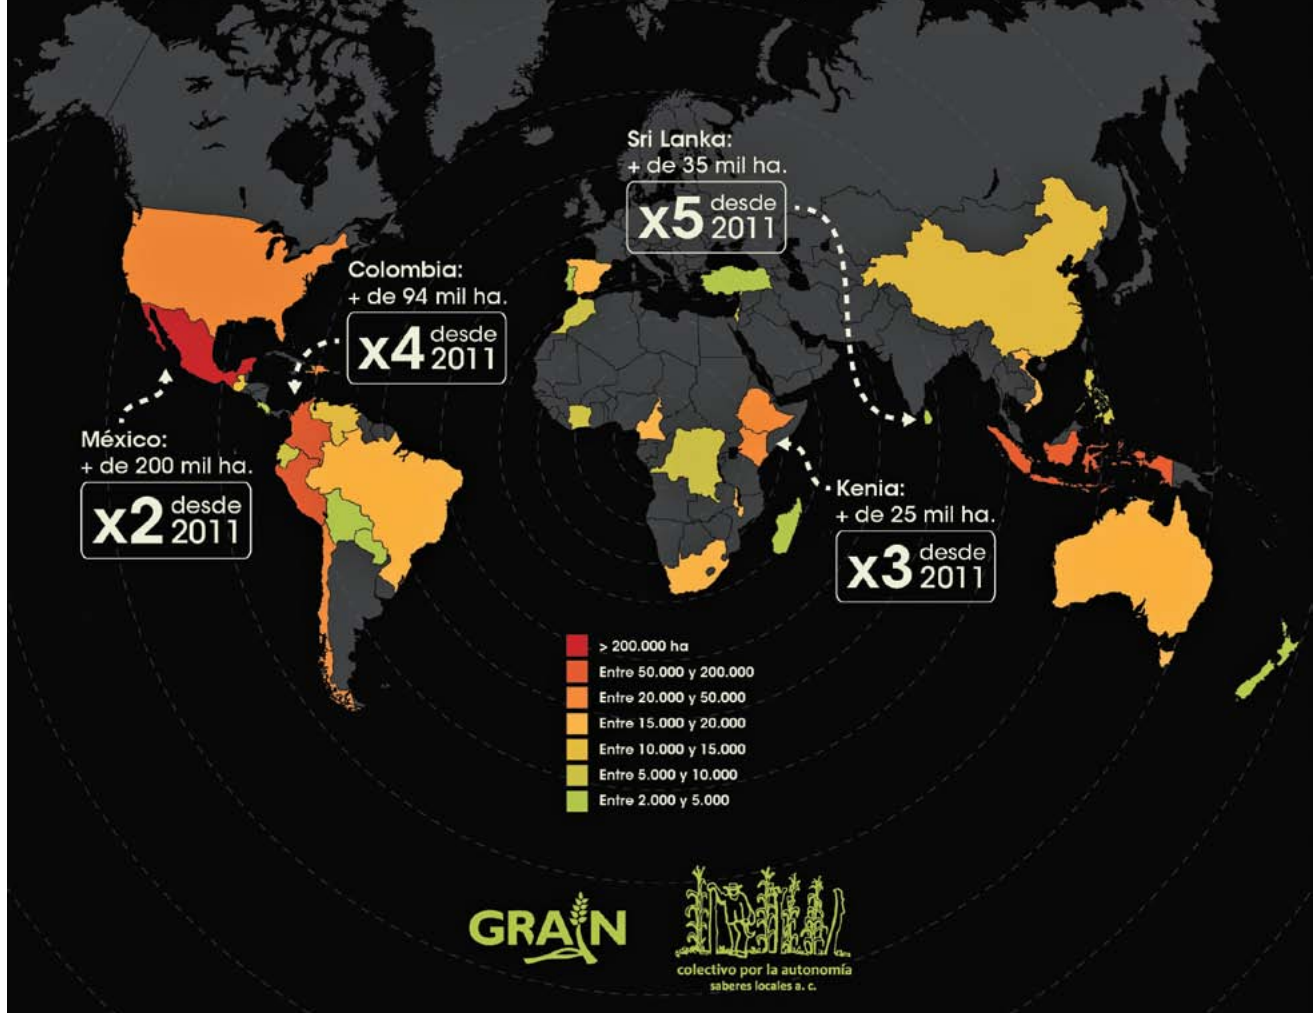 Sri Lanka:
+ de 35 mil ha.
x5 desde
2011
Colombia:
+ de 94 mil ha.
x4 desde
2011
México:
+ de 200 mil ha.
x2 desde
2011
Kenia:
+ de 25 mil ha.
x3 desde
2011
> 200.000 ha
Entre 50.000 y 200.000
Entre 20.000 y 50.000
Entre 15.000 y 20.000
Entre 10.000 y 15.000
Entre 5.000 y 10.000
Entre 2.000 y 5.000
GRAIN
colectivo por la autonomía
saberes locales a. c.